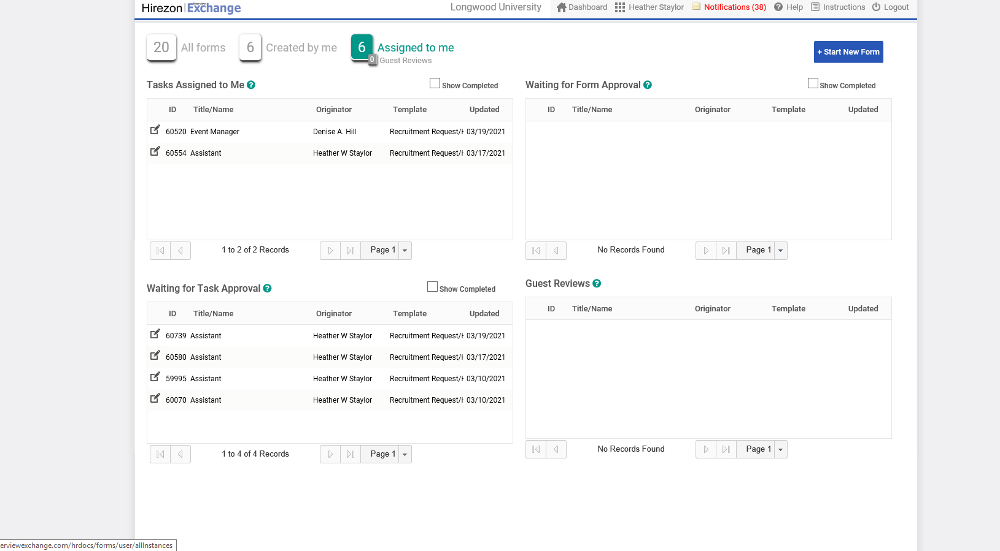 Hirezon Interview Exchange
Longwood University
Dashboard
Heather Staylor
Notifications (38)
Help
Instructions
Logout
20 All forms
6 Created by me
6 Assigned to me
0 Guest Reviews
+ Start New Form
Tasks Assigned to Me ?
Show Completed
ID Title/Name Originator Template Updated
60520 Event Manager Denise A. Hill Recruitment Request/H 03/19/2021
60554 Assistant Heather W Staylor Recruitment Request/H 03/17/2021
1 to 2 of 2 Records
Page 1
Waiting for Form Approval ?
Show Completed
ID Title/Name Originator Template Updated
No Records Found
Page 1
Waiting for Task Approval ?
Show Completed
ID Title/Name Originator Template Updated
60739 Assistant Heather W Staylor Recruitment Request/H 03/19/2021
60580 Assistant Heather W Staylor Recruitment Request/H 03/17/2021
59995 Assistant Heather W Staylor Recruitment Request/H 03/10/2021
60070 Assistant Heather W Staylor Recruitment Request/H 03/10/2021
1 to 4 of 4 Records
Page 1
Guest Reviews ?
ID Title/Name Originator Template Updated
No Records Found
Page 1
erviewexchange.com/hrdocs/forms/user/allInstances